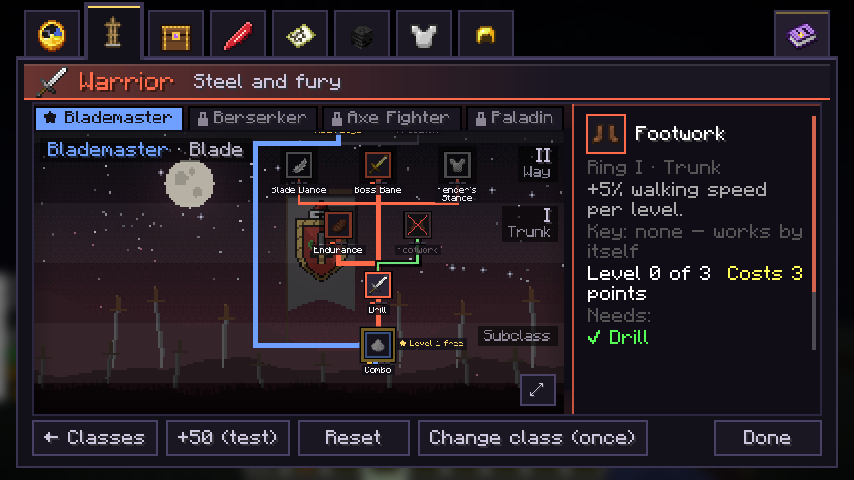 Warrior Steel and fury
Blademaster
Berserker
Axe Fighter
Paladin
Blademaster · Blade
II
Way
Blade Dance
Boss Bane
Stance
I
Trunk
Endurance
Footwork
Drill
Subclass
★ Level 1 free
Combo
Footwork
Ring I · Trunk
+5% walking speed
per level.
Key: none — works by
itself
Level 0 of 3 Costs 3
points
Needs:
✓ Drill
← Classes
+50 (test)
Reset
Change class (once)
Done